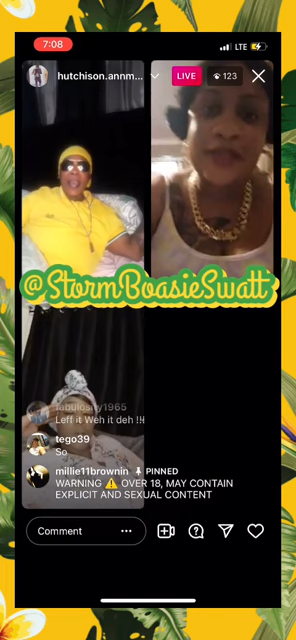 7:08
LTE
hutchison.annm...
LIVE
123
@StormBoasieSwatt
fabulosmy1965
Leff it Weh it deh !!
tego39
So
millie11brownin PINNED
WARNING ⚠️ OVER 18, MAY CONTAIN
EXPLICIT AND SEXUAL CONTENT
Comment